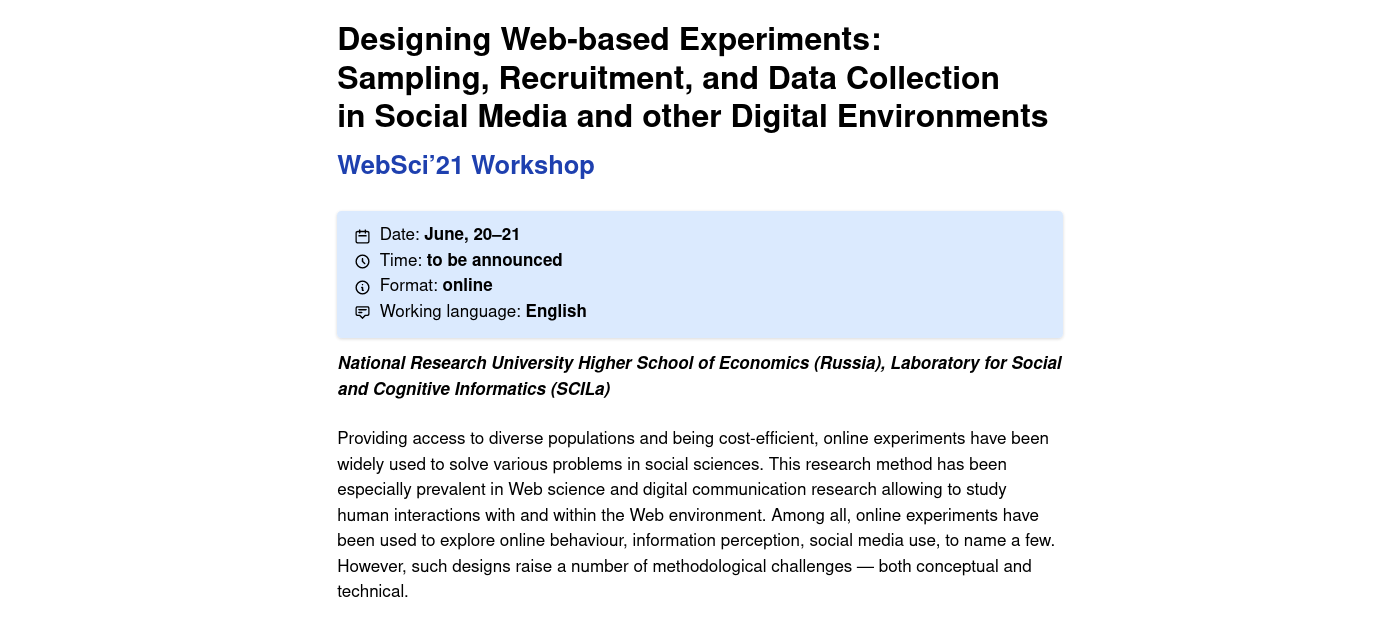 Designing Web-based Experiments:
Sampling, Recruitment, and Data Collection
in Social Media and other Digital Environments
WebSci’21 Workshop
Date: June, 20–21
Time: to be announced
Format: online
Working language: English
National Research University Higher School of Economics (Russia), Laboratory for Social
and Cognitive Informatics (SCILa)
Providing access to diverse populations and being cost-efficient, online experiments have been
widely used to solve various problems in social sciences. This research method has been
especially prevalent in Web science and digital communication research allowing to study
human interactions with and within the Web environment. Among all, online experiments have
been used to explore online behaviour, information perception, social media use, to name a few.
However, such designs raise a number of methodological challenges — both conceptual and
technical.